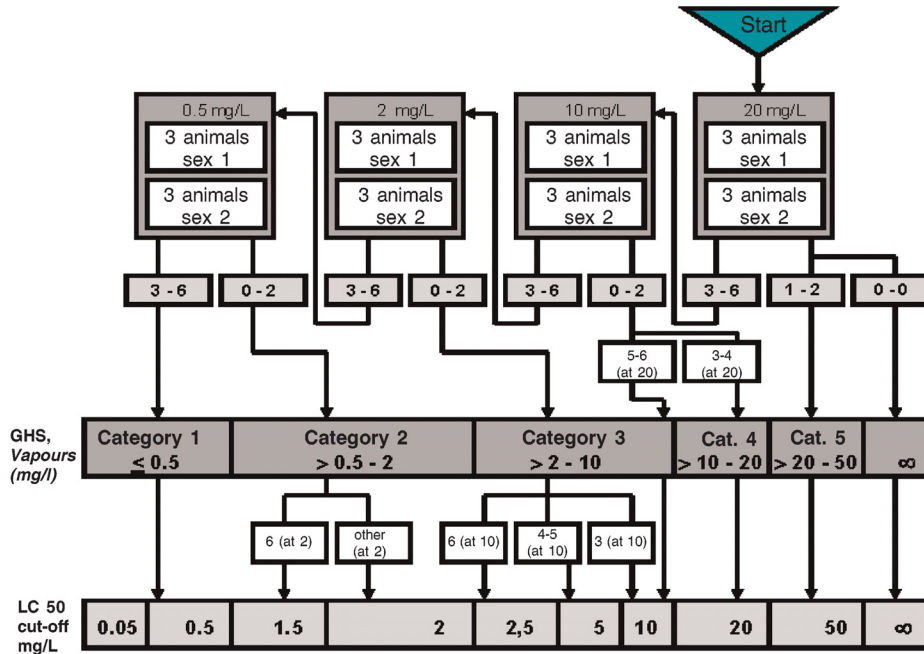 Start
0.5 mg/L
2 mg/L
10 mg/L
20 mg/L
3 animals
sex 1
3 animals
sex 1
3 animals
sex 1
3 animals
sex 1
3 animals
sex 2
3 animals
sex 2
3 animals
sex 2
3 animals
sex 2
3 - 6
0 - 2
3 - 6
0 - 2
3 - 6
0 - 2
3 - 6
1 - 2
0 - 0
5-6
(at 20)
3-4
(at 20)
GHS,
Vapours
(mg/l)
Category 1
≤ 0.5
Category 2
> 0.5 - 2
Category 3
> 2 - 10
Cat. 4
> 10 - 20
Cat. 5
> 20 - 50
∞
6 (at 2)
other
(at 2)
6 (at 10)
4-5
(at 10)
3 (at 10)
LC 50
cut-off
mg/L
0.05
0.5
1.5
2
2,5
5
10
20
50
∞